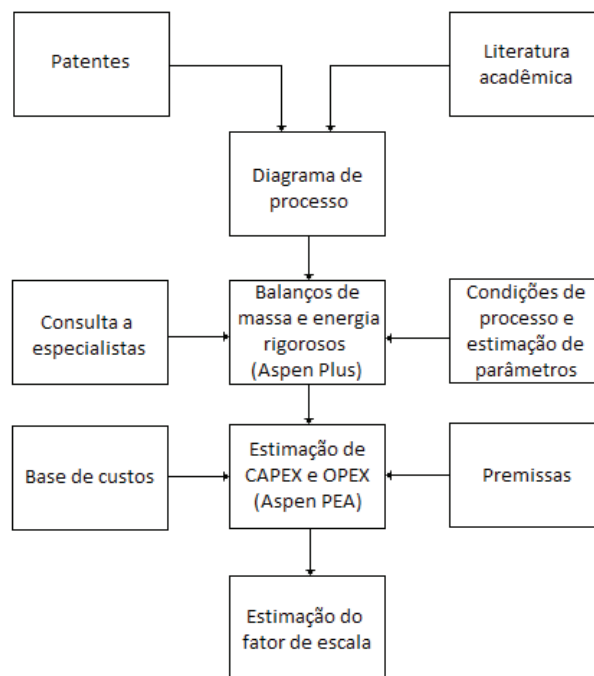 Patentes
Literatura
acadêmica
Diagrama de
processo
Consulta a
especialistas
Balanços de
massa e energia
rigorosos
(Aspen Plus)
Condições de
processo e
estimação de
parâmetros
Base de custos
Estimação de
CAPEX e OPEX
(Aspen PEA)
Premissas
Estimação do
fator de escala